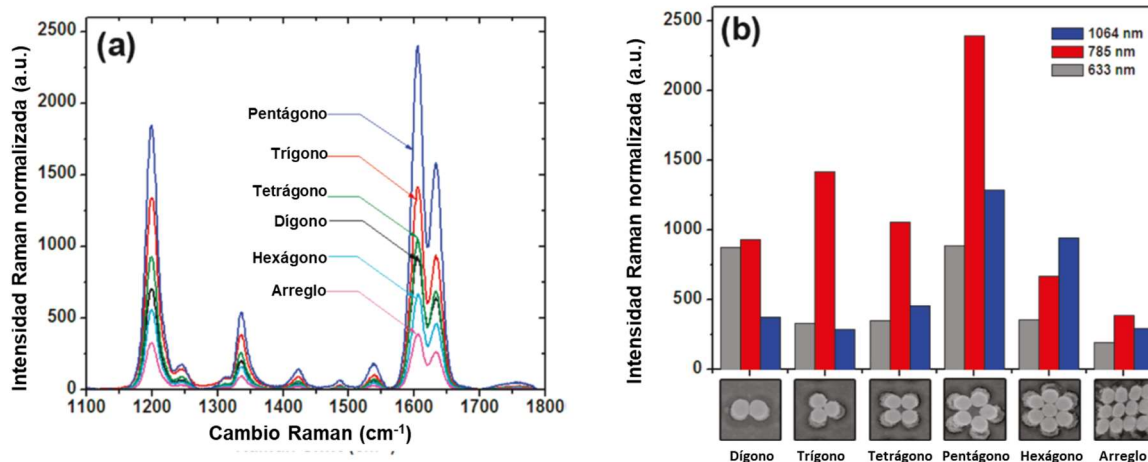 (a)
Intensidad Raman normalizada (a.u.)
2500
2000
1500
1000
500
0
Pentágono
Trígono
Tetrágono
Dígono
Hexágono
Arreglo
1100 1200 1300 1400 1500 1600 1700 1800
Cambio Raman (cm⁻¹)
(b)
Intensidad Raman normalizada (a.u.)
2500
2000
1500
1000
500
0
1064 nm
785 nm
633 nm
Dígono Trígono Tetrágono Pentágono Hexágono Arreglo